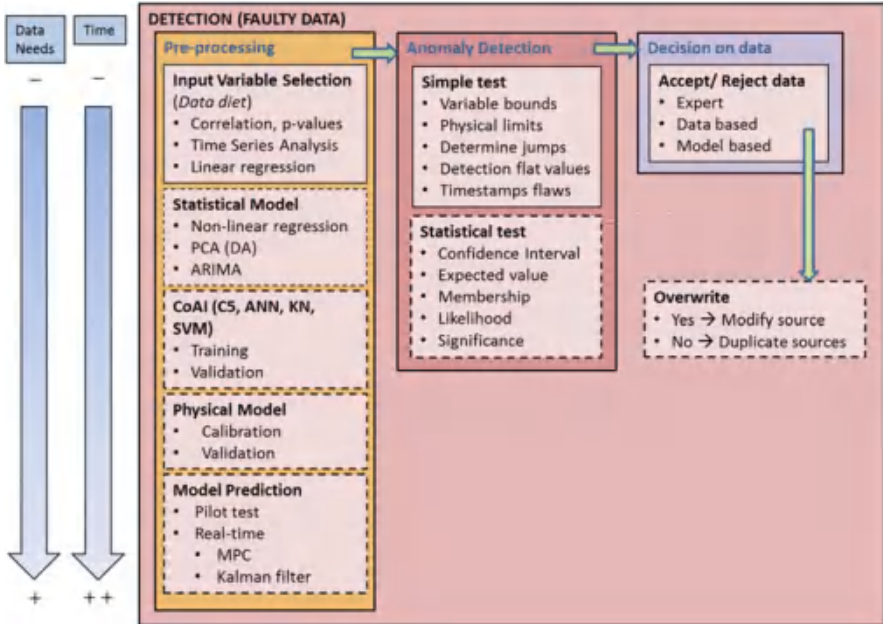 Data
Needs
Time
–
–
+
++
DETECTION (FAULTY DATA)
Pre-processing
Input Variable Selection
(Data diet)
• Correlation, p-values
• Time Series Analysis
• Linear regression
Statistical Model
• Non-linear regression
• PCA (DA)
• ARIMA
CoAI (C5, ANN, KN,
SVM)
• Training
• Validation
Physical Model
• Calibration
• Validation
Model Prediction
• Pilot test
• Real-time
• MPC
• Kalman filter
Anomaly Detection
Simple test
• Variable bounds
• Physical limits
• Determine jumps
• Detection flat values
• Timestamps flaws
Statistical test
• Confidence Interval
• Expected value
• Membership
• Likelihood
• Significance
Decision on data
Accept/ Reject data
• Expert
• Data based
• Model based
Overwrite
• Yes → Modify source
• No → Duplicate sources